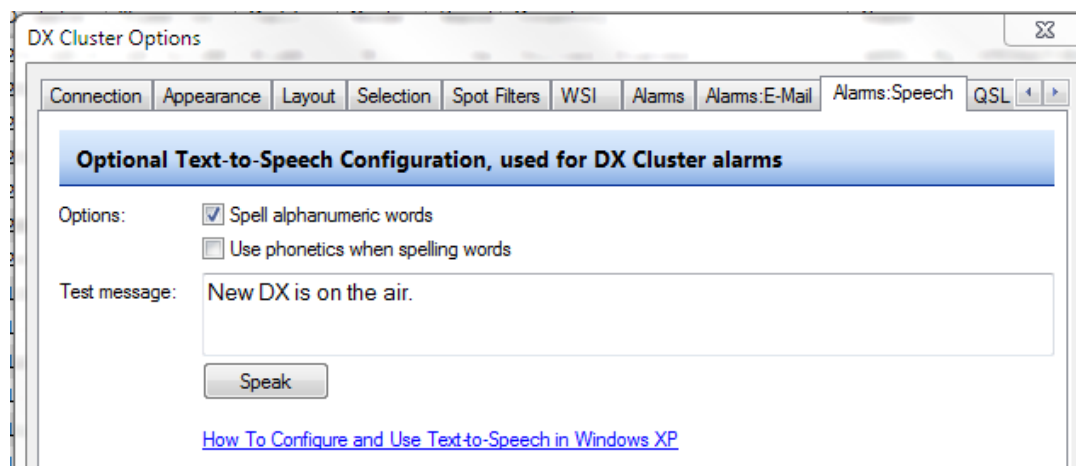 DX Cluster Options
Connection Appearance Layout Selection Spot Filters WSI Alarms Alarms:E-Mail Alarms:Speech QSL
Optional Text-to-Speech Configuration, used for DX Cluster alarms
Options: Spell alphanumeric words
Use phonetics when spelling words
Test message: New DX is on the air.
Speak
How To Configure and Use Text-to-Speech in Windows XP